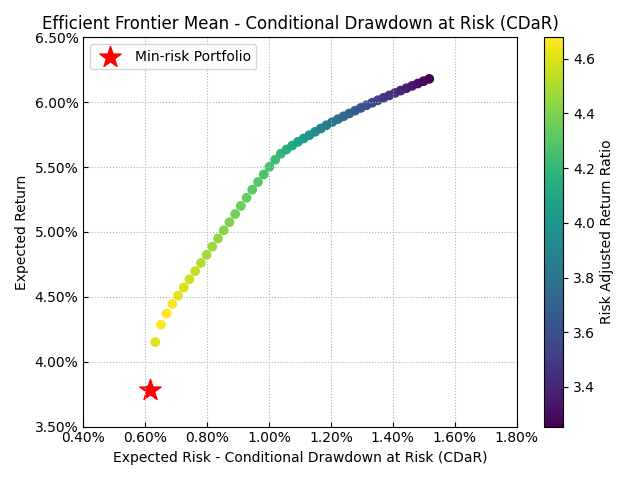 Efficient Frontier Mean - Conditional Drawdown at Risk (CDaR)
Min-risk Portfolio
6.50%
6.00%
5.50%
5.00%
4.50%
4.00%
3.50%
Expected Return
0.40% 0.60% 0.80% 1.00% 1.20% 1.40% 1.60% 1.80%
Expected Risk - Conditional Drawdown at Risk (CDaR)
4.6
4.4
4.2
4.0
3.8
3.6
3.4
Risk Adjusted Return Ratio